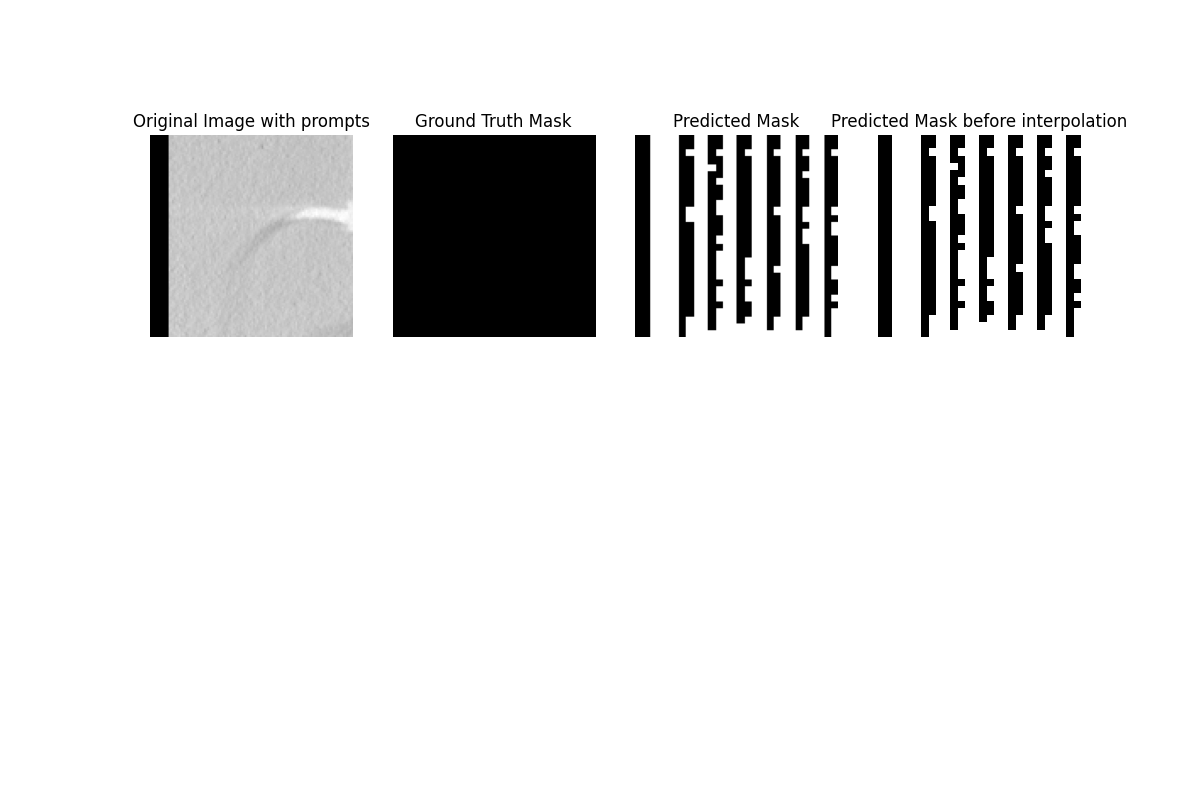 Original Image with prompts
Ground Truth Mask
Predicted Mask
Predicted Mask before interpolation